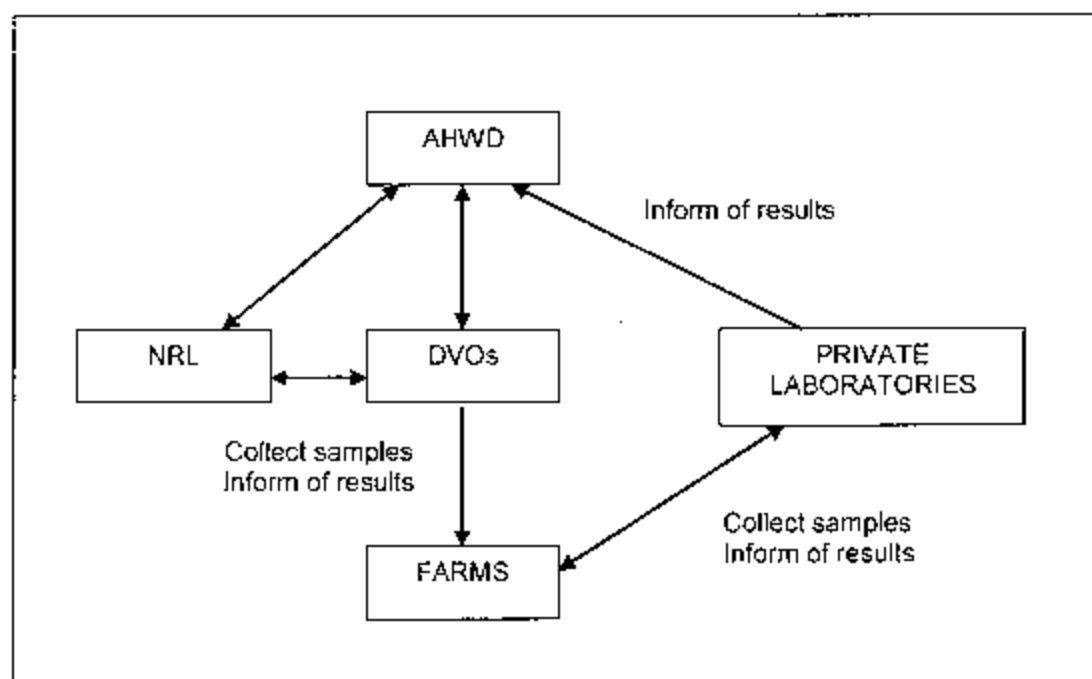 AHWD
Inform of results
NRL
DVOs
PRIVATE
LABORATORIES
Collect samples
Inform of results
Collect samples
Inform of results
FARMS